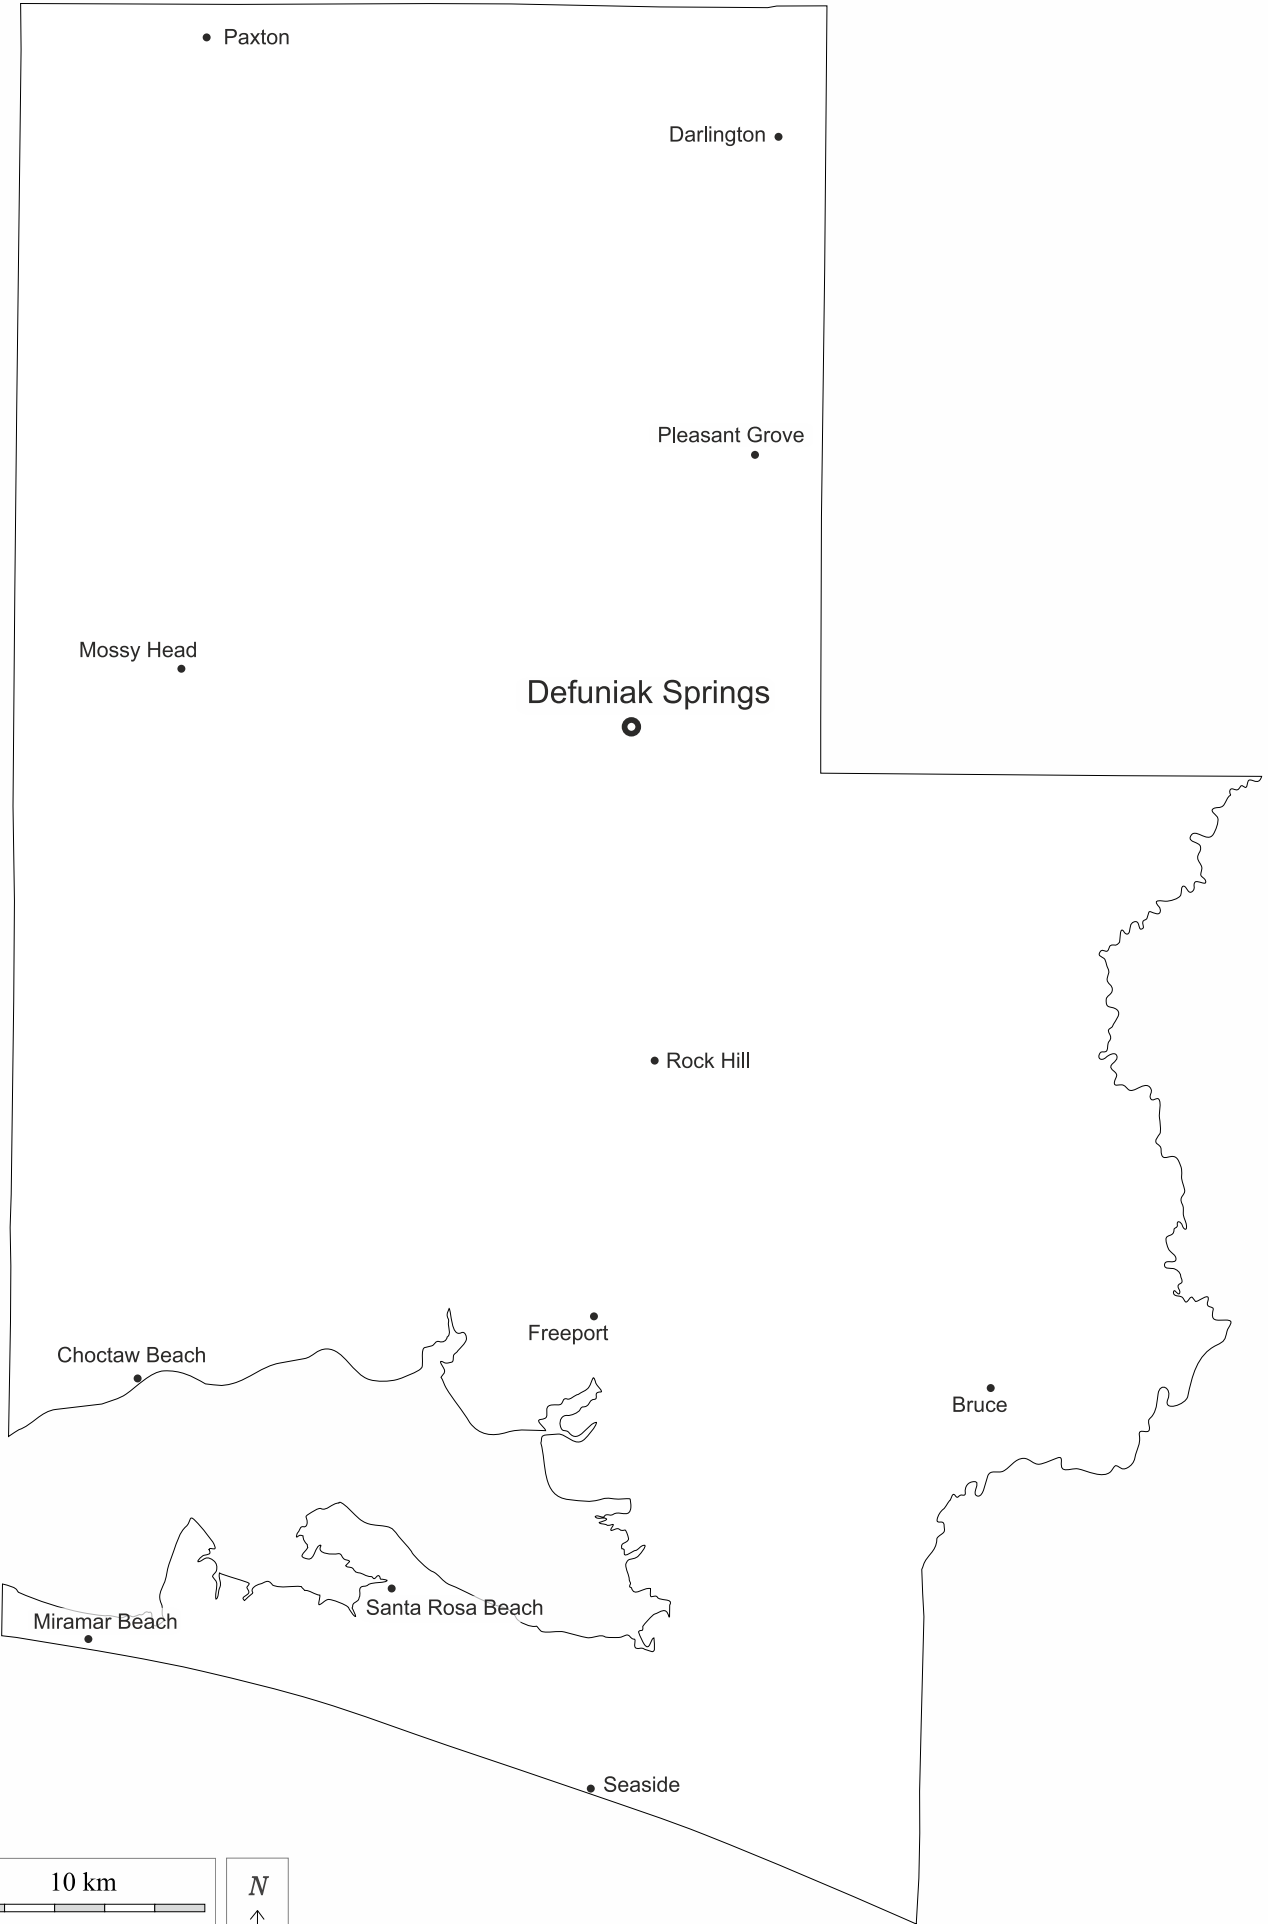 Paxton
Darlington
Pleasant Grove
Mossy Head
Defuniak Springs
Rock Hill
Freeport
Choctaw Beach
Bruce
Santa Rosa Beach
Miramar Beach
Seaside
10 km
N